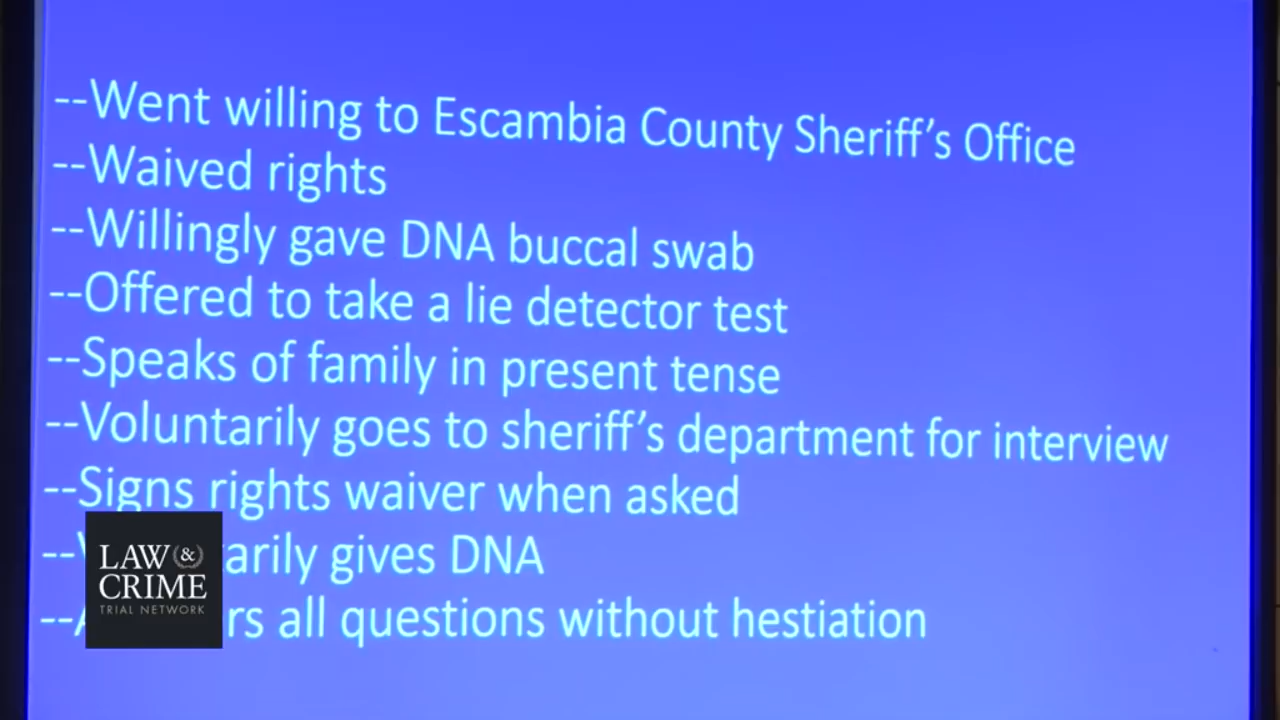 --Went willing to Escambia County Sheriff's Office
--Waived rights
--Willingly gave DNA buccal swab
--Offered to take a lie detector test
--Speaks of family in present tense
--Voluntarily goes to sheriff's department for interview
--Signs rights waiver when asked
gives DNA
all questions without hestiation
LAW &
CRIME
TRIAL NETWORK